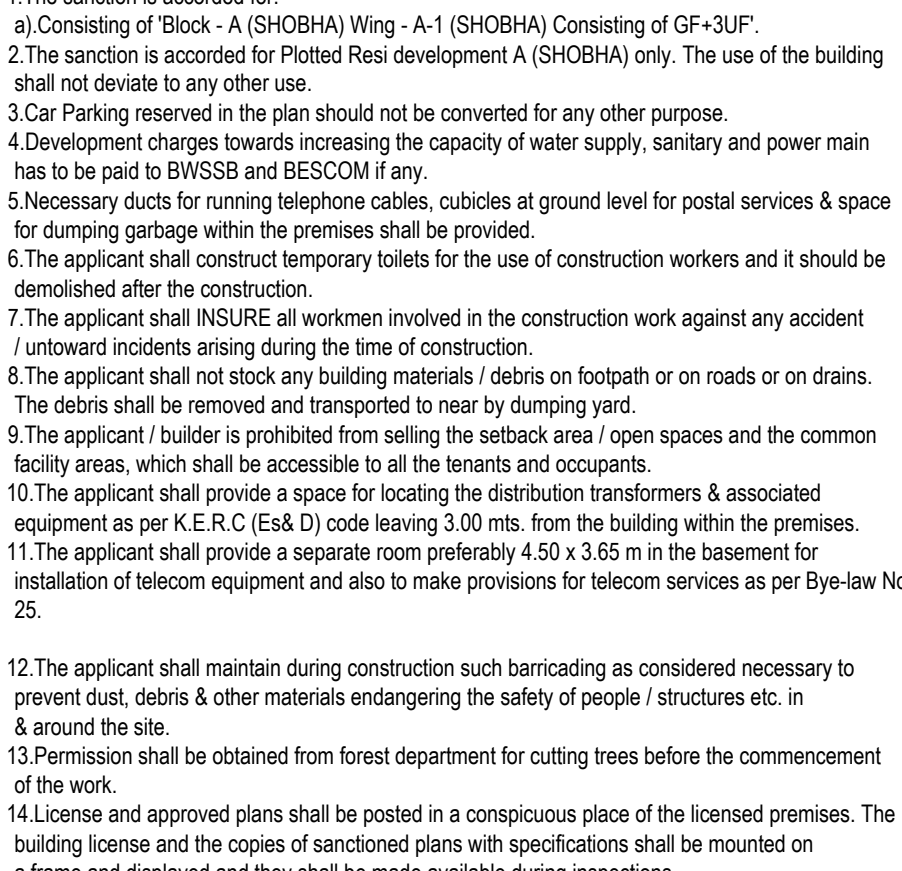 1.The sanction is accorded for.
a).Consisting of 'Block - A (SHOBHA) Wing - A-1 (SHOBHA) Consisting of GF+3UF'.
2.The sanction is accorded for Plotted Resi development A (SHOBHA) only. The use of the building
shall not deviate to any other use.
3.Car Parking reserved in the plan should not be converted for any other purpose.
4.Development charges towards increasing the capacity of water supply, sanitary and power main
has to be paid to BWSSB and BESCOM if any.
5.Necessary ducts for running telephone cables, cubicles at ground level for postal services & space
for dumping garbage within the premises shall be provided.
6.The applicant shall construct temporary toilets for the use of construction workers and it should be
demolished after the construction.
7.The applicant shall INSURE all workmen involved in the construction work against any accident
/ untoward incidents arising during the time of construction.
8.The applicant shall not stock any building materials / debris on footpath or on roads or on drains.
The debris shall be removed and transported to near by dumping yard.
9.The applicant / builder is prohibited from selling the setback area / open spaces and the common
facility areas, which shall be accessible to all the tenants and occupants.
10.The applicant shall provide a space for locating the distribution transformers & associated
equipment as per K.E.R.C (Es& D) code leaving 3.00 mts. from the building within the premises.
11.The applicant shall provide a separate room preferably 4.50 x 3.65 m in the basement for
installation of telecom equipment and also to make provisions for telecom services as per Bye-law No
25.
12.The applicant shall maintain during construction such barricading as considered necessary to
prevent dust, debris & other materials endangering the safety of people / structures etc. in
& around the site.
13.Permission shall be obtained from forest department for cutting trees before the commencement
of the work.
14.License and approved plans shall be posted in a conspicuous place of the licensed premises. The
building license and the copies of sanctioned plans with specifications shall be mounted on
a frame and displayed and they shall be made available during inspections.